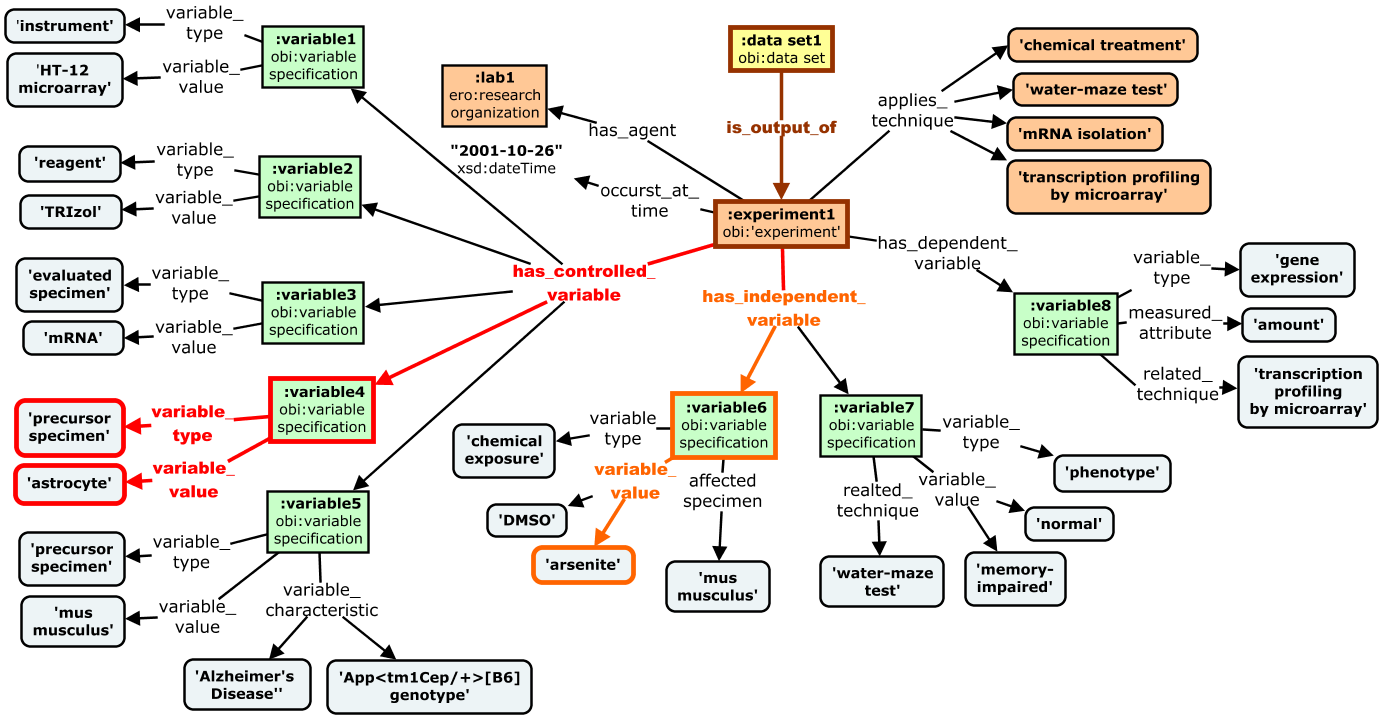 'instrument'
variable_
type
'HT-12
microarray'
variable_
value
:variable1
obi:variable
specification
'reagent'
variable_
type
'TRIzol'
variable_
value
:variable2
obi:variable
specification
'evaluated
specimen'
variable_
type
'mRNA'
variable_
value
:variable3
obi:variable
specification
'precursor
specimen'
variable_
type
'astrocyte'
variable_
value
:variable4
obi:variable
specification
'precursor
specimen'
variable_
type
'mus
musculus'
variable_
value
:variable5
obi:variable
specification
variable_
characteristic
'Alzheimer's
Disease''
'App<tm1Cep/+>[B6]
genotype'
:lab1
ero:research
organization
has_agent
"2001-10-26"
xsd:dateTime
occurst_at_
time
has_controlled_
variable
:data set1
obi:data set
is_output_of
:experiment1
obi:'experiment'
applies_
technique
'chemical treatment'
'water-maze test'
'mRNA isolation'
'transcription profiling
by microarray'
has_dependent_
variable
:variable8
obi:variable
specification
variable_
type
'gene
expression'
measured_
attribute
'amount'
related_
technique
'transcription
profiling
by microarray'
has_independent_
variable
:variable6
obi:variable
specification
variable
type
'chemical
exposure'
variable_
value
'DMSO'
'arsenite'
affected
specimen
'mus
musculus'
:variable7
obi:variable
specification
variable_
type
'phenotype'
variable_
value
'normal'
'memory-
impaired'
realted_
technique
'water-maze
test'